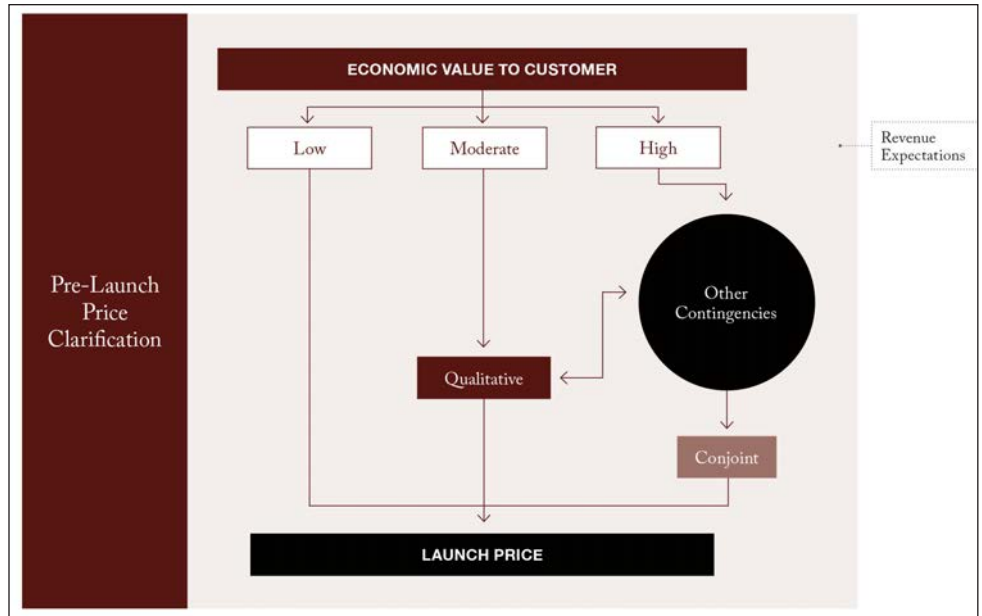 ECONOMIC VALUE TO CUSTOMER
Low
Moderate
High
Revenue
Expectations
Pre-Launch
Price
Clarification
Other
Contingencies
Qualitative
Conjoint
LAUNCH PRICE